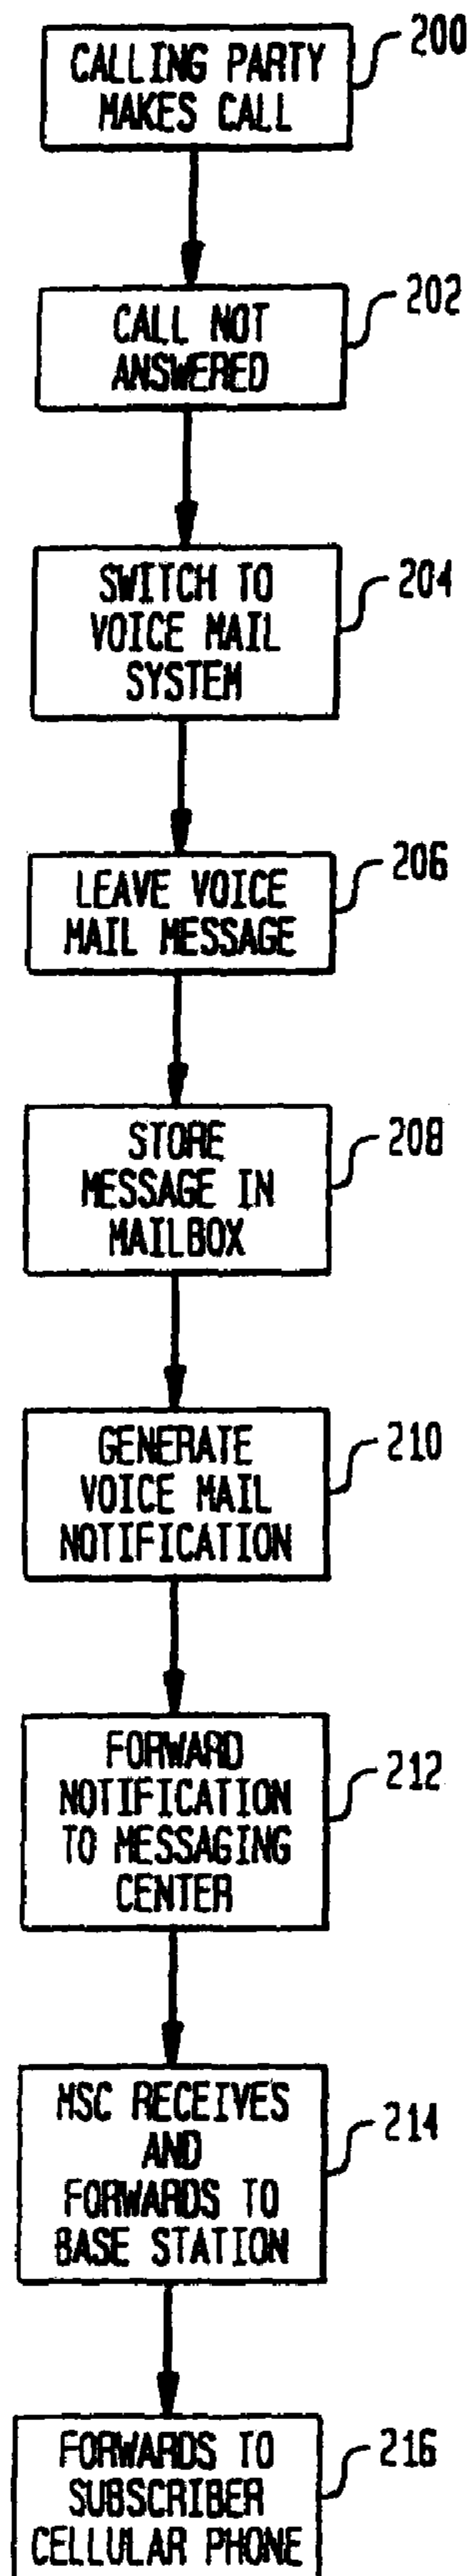 CALLING PARTY
MAKES CALL
200
CALL NOT
ANSWERED
202
SWITCH TO
VOICE MAIL
SYSTEM
204
LEAVE VOICE
MAIL MESSAGE
206
STORE
MESSAGE IN
MAILBOX
208
GENERATE
VOICE MAIL
NOTIFICATION
210
FORWARD
NOTIFICATION
TO MESSAGING
CENTER
212
MSC RECEIVES
AND
FORWARDS TO
BASE STATION
214
FORWARDS TO
SUBSCRIBER
CELLULAR PHONE
216